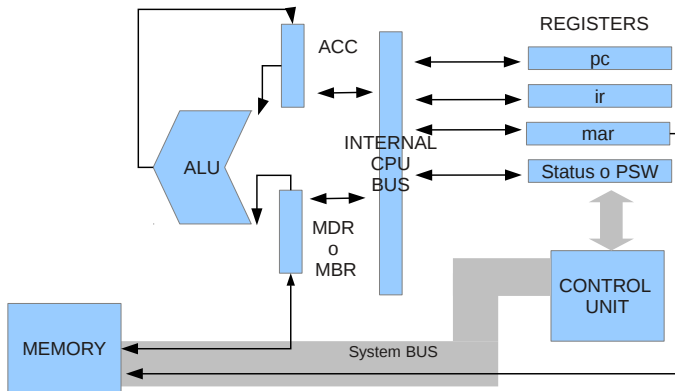 REGISTERS
ACC
pc
ir
mar
Status o PSW
INTERNAL
CPU
BUS
ALU
MDR
o
MBR
CONTROL
UNIT
MEMORY
System BUS